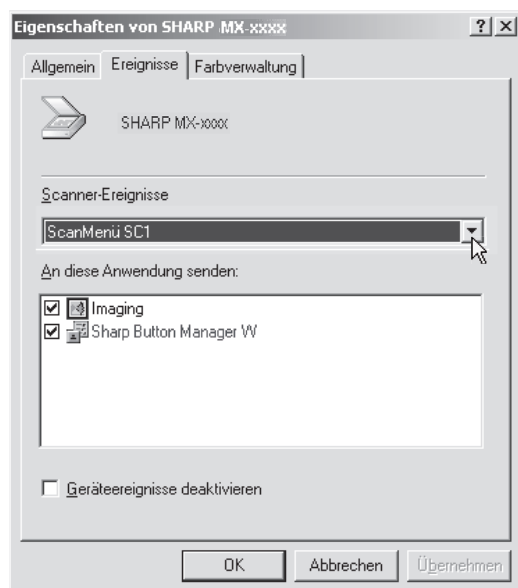 Eigenschaften von SHARP MX-xxxx
Allgemein Ereignisse Farbverwaltung
SHARP MX-xxxx
Scanner-Ereignisse
ScanMenü SC1
An diese Anwendung senden:
Imaging
Sharp Button Manager W
Geräteereignisse deaktivieren
OK Abbrechen Übernehmen